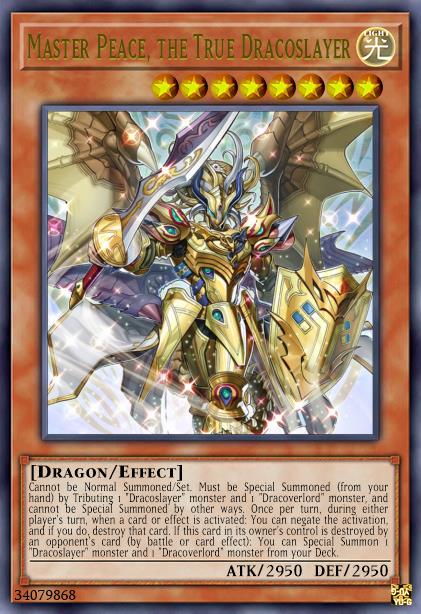 Master Peace, the True Dracoslayer
LIGHT
光
[Dragon/Effect]
Cannot be Normal Summoned/Set. Must be Special Summoned (from your
hand) by Tributing 1 "Dracoslayer" monster and 1 "Dracoverlord" monster, and
cannot be Special Summoned by other ways. Once per turn, during either
player's turn, when a card or effect is activated: You can negate the activation,
and if you do, destroy that card. If this card in its owner's control is destroyed by
an opponent's card (by battle or card effect): You can Special Summon 1
"Dracoslayer" monster and 1 "Dracoverlord" monster from your Deck.
ATK/2950 DEF/2950
34079868